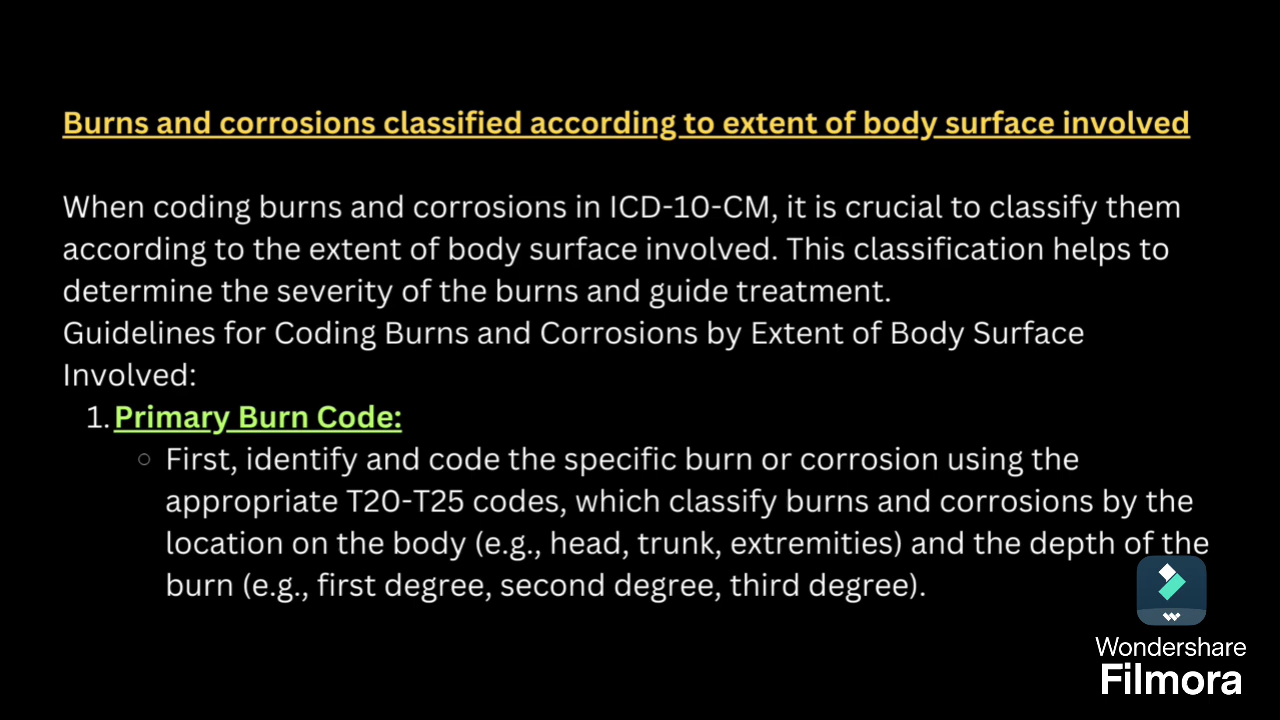 Burns and corrosions classified according to extent of body surface involved
When coding burns and corrosions in ICD-10-CM, it is crucial to classify them
according to the extent of body surface involved. This classification helps to
determine the severity of the burns and guide treatment.
Guidelines for Coding Burns and Corrosions by Extent of Body Surface
Involved:
1. Primary Burn Code:
○ First, identify and code the specific burn or corrosion using the
appropriate T20-T25 codes, which classify burns and corrosions by the
location on the body (e.g., head, trunk, extremities) and the depth of the
burn (e.g., first degree, second degree, third degree).
Wondershare
Filmora